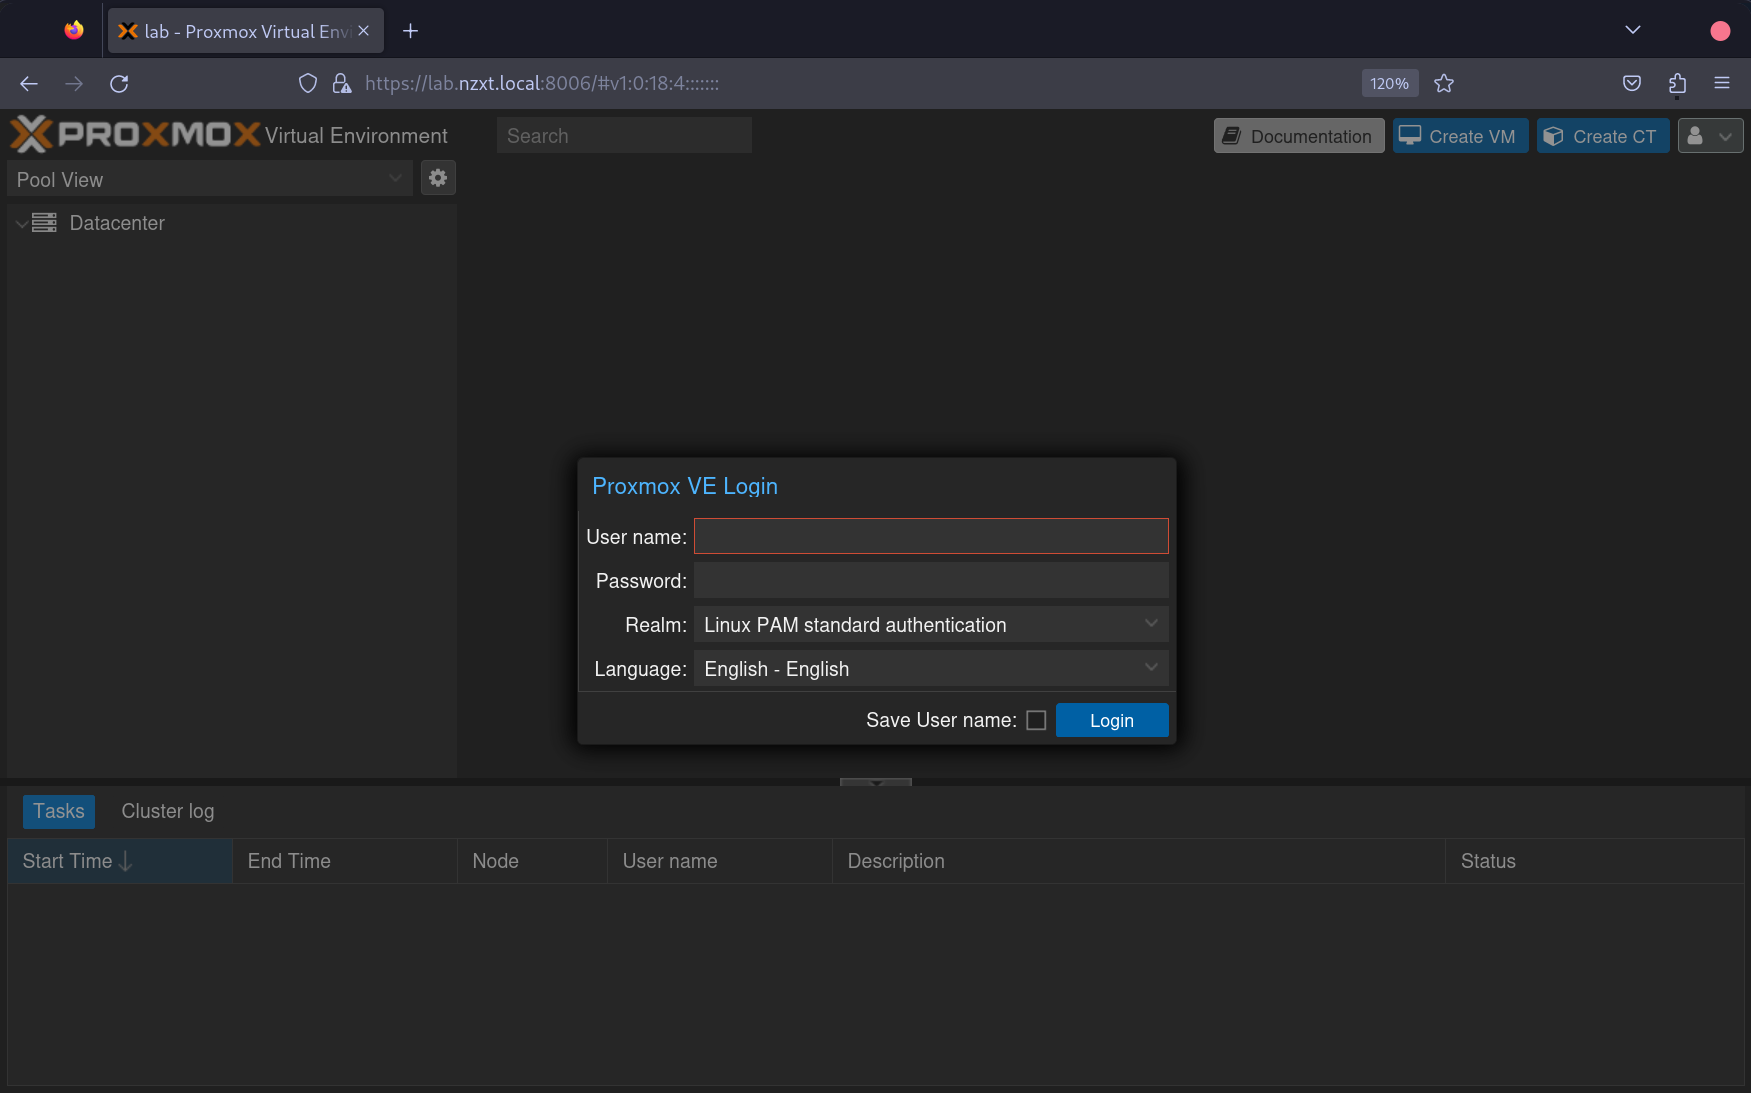 lab - Proxmox Virtual Envi
https://lab.nzxt.local:8006/#v1:0:18:4:::::::
120%
PROXMOX Virtual Environment
Search
Documentation
Create VM
Create CT
Pool View
Datacenter
Proxmox VE Login
User name:
Password:
Realm: Linux PAM standard authentication
Language: English - English
Save User name:
Login
Tasks
Cluster log
Start Time
End Time
Node
User name
Description
Status